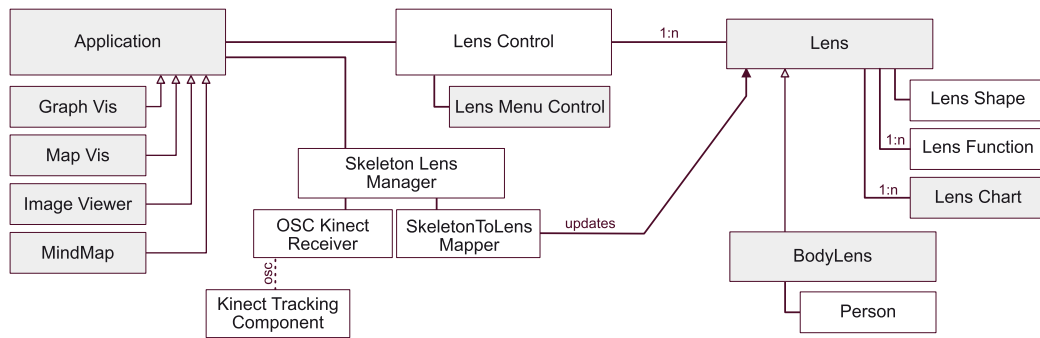 Application
Lens Control
1:n
Lens
Graph Vis
Lens Menu Control
Lens Shape
Map Vis
1:n
Lens Function
Skeleton Lens
Manager
Image Viewer
1:n
Lens Chart
OSC Kinect
Receiver
SkeletonToLens
Mapper
updates
MindMap
BodyLens
osc
Kinect Tracking
Component
Person